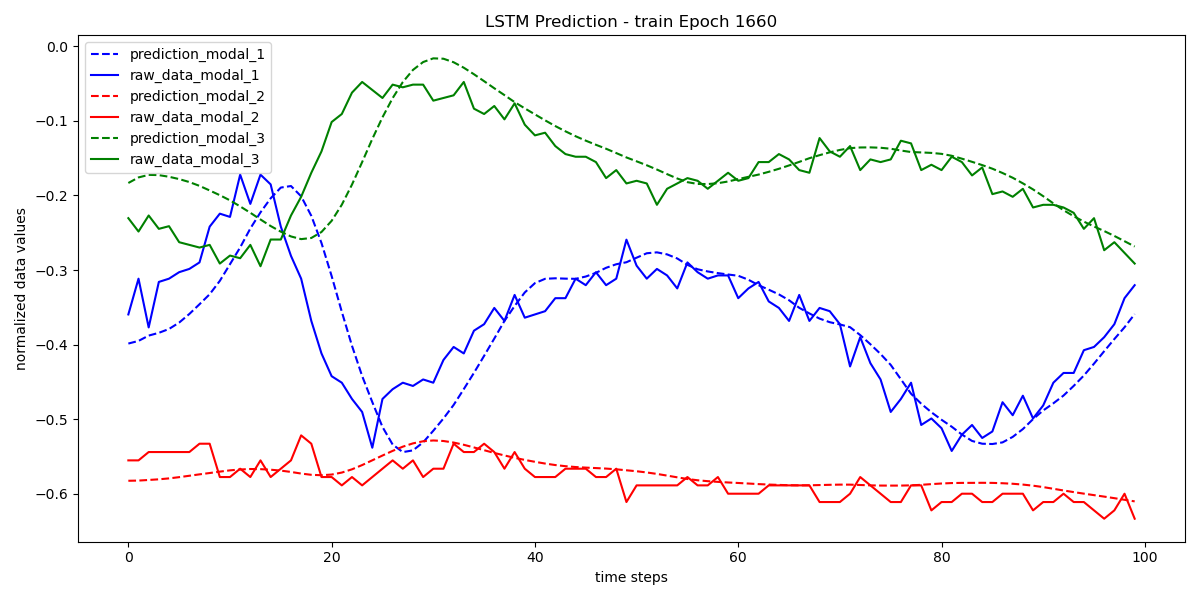 LSTM Prediction - train Epoch 1660
prediction_modal_1
raw_data_modal_1
prediction_modal_2
raw_data_modal_2
prediction_modal_3
raw_data_modal_3
normalized data values
0.0
−0.1
−0.2
−0.3
−0.4
−0.5
−0.6
0 20 40 60 80 100
time steps